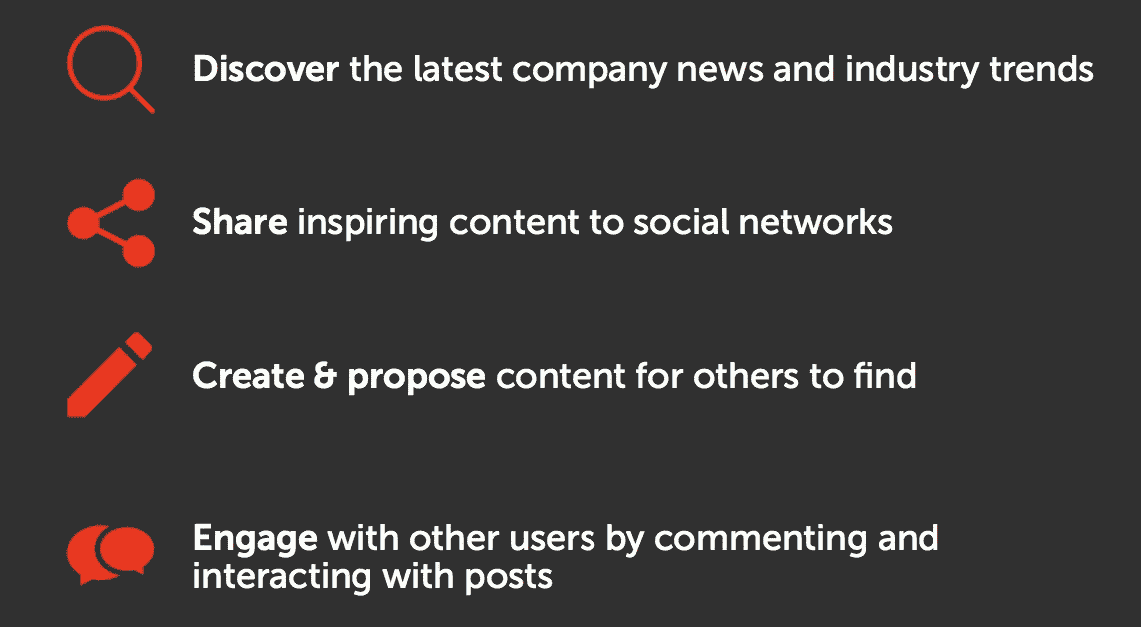 Discover the latest company news and industry trends
Share inspiring content to social networks
Create & propose content for others to find
Engage with other users by commenting and
interacting with posts